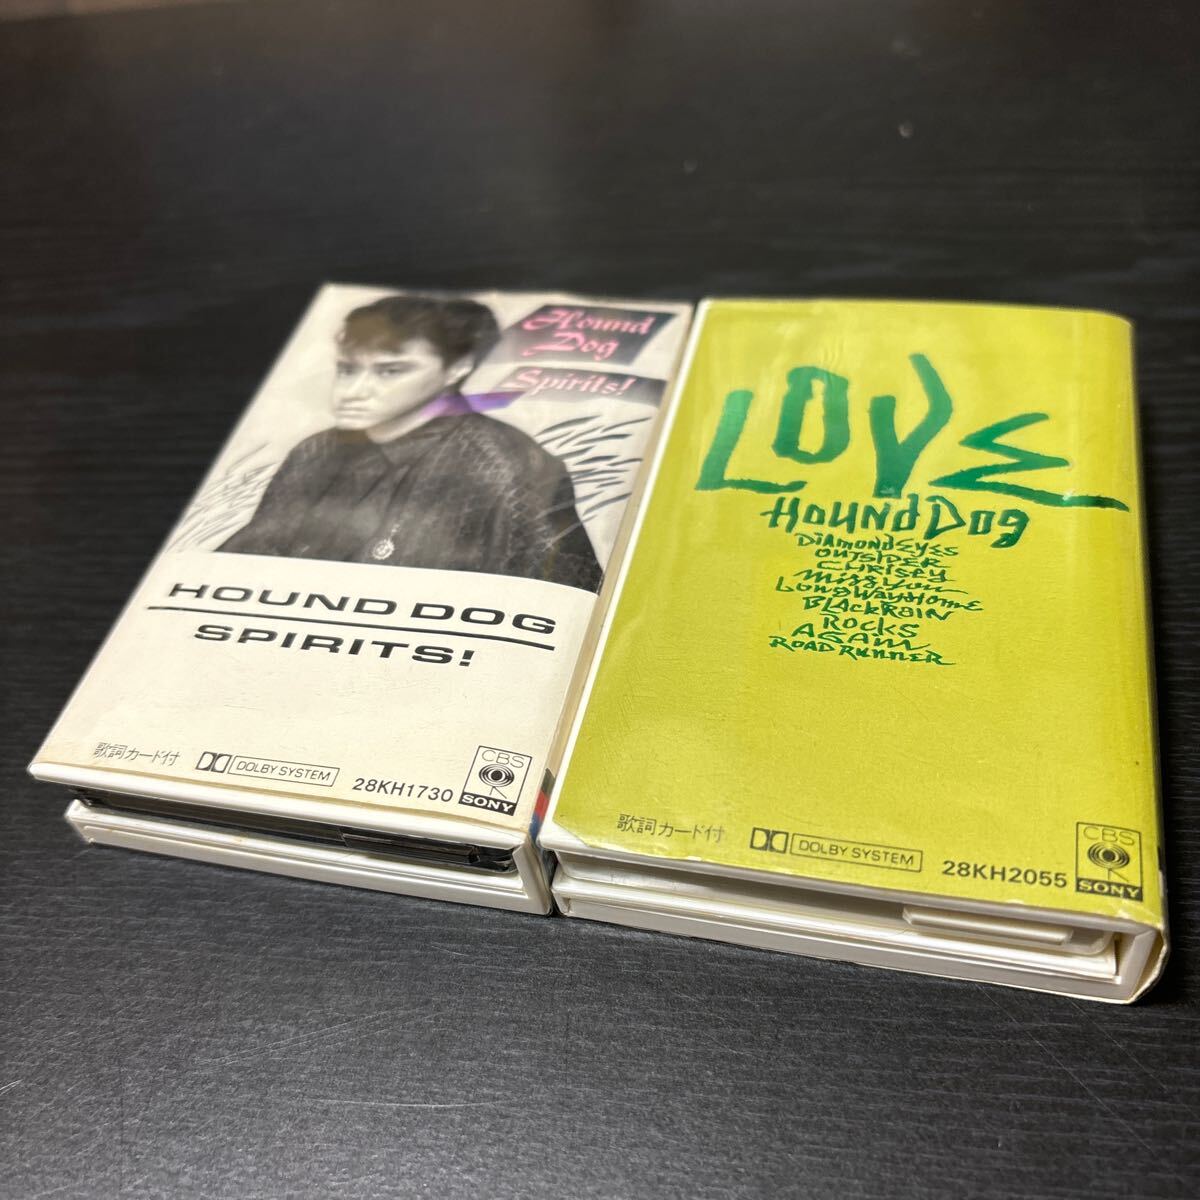 Hound
Dog
Spirits!
HOUND DOG
SPIRITS!
歌詞カード付
DOLBY SYSTEM
28KH1730
CBS
SONY
LOVE
HOUND DOG
DIAMOND EYES
OUTSIDER
CHRISEY
Miss You
LONG WAY HOME
BLACK RAIN
ROCKS
ASAM
ROAD RUNNER
歌詞カード付
DOLBY SYSTEM
28KH2055
CBS
SONY